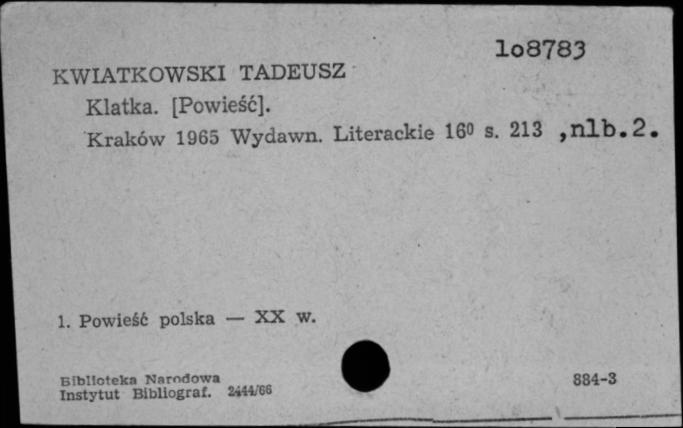 lo8783
KWIATKOWSKI TADEUSZ
Klatka. [Powieść].
Kraków 1965 Wydawn. Literackie 16⁰ s. 213 ,nlb.2.
1. Powieść polska — XX w.
Biblioteka Narodowa
Instytut Bibliograf. 2444/66
884-3